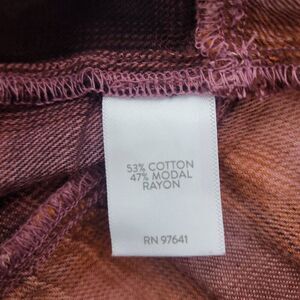 53% COTTON
47% MODAL
RAYON
RN 97641